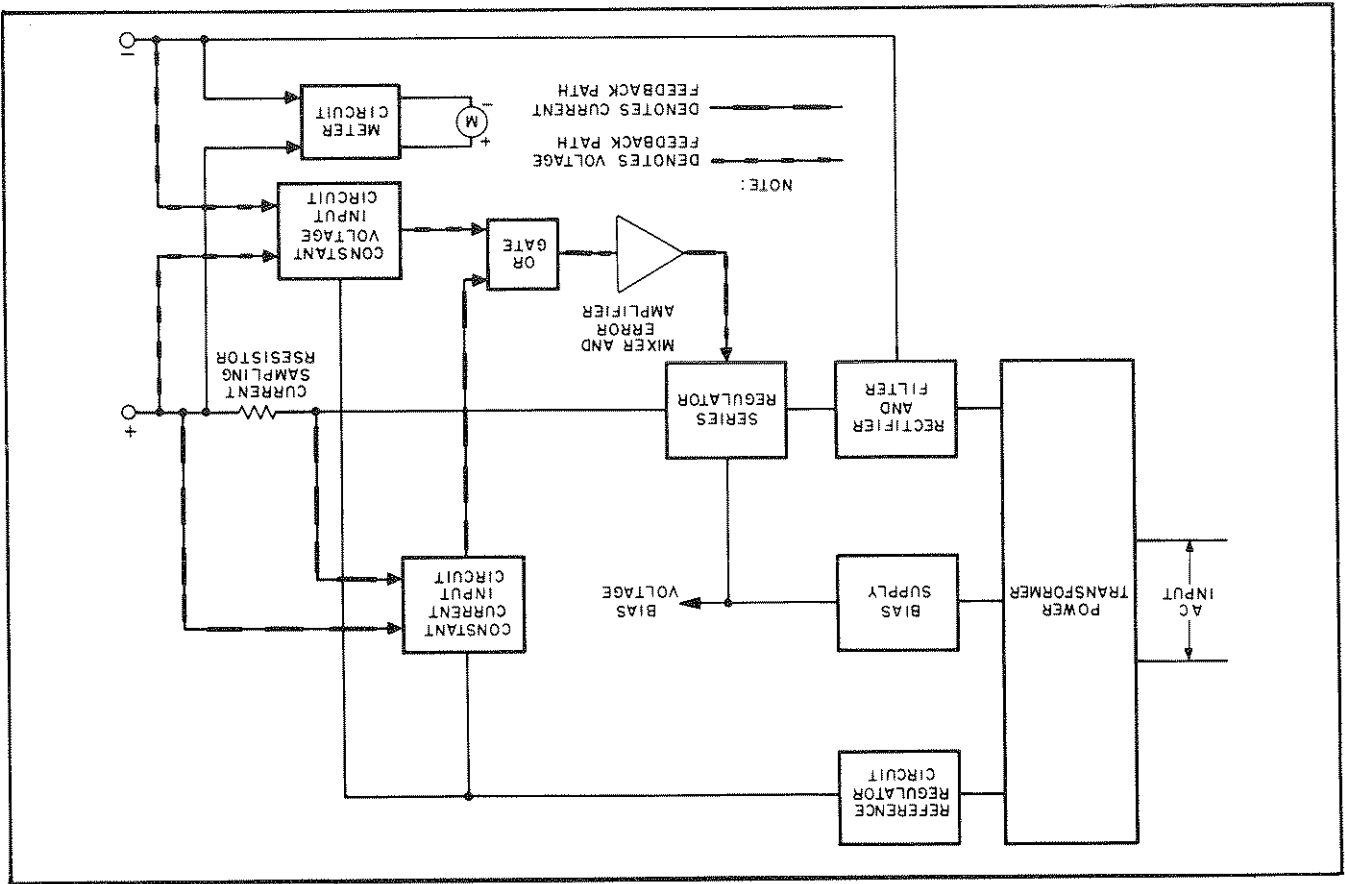 REFERENCE
REGULATOR
CIRCUIT
AC
INPUT
POWER
TRANSFORMER
BIAS
SUPPLY
BIAS
VOLTAGE
CONSTANT
CURRENT
INPUT
CIRCUIT
RECTIFIER
AND
FILTER
SERIES
REGULATOR
CURRENT
SAMPLING
RSESISTOR
+
MIXER AND
ERROR
AMPLIFIER
OR
GATE
CONSTANT
VOLTAGE
INPUT
CIRCUIT
NOTE:
DENOTES VOLTAGE
FEEDBACK PATH
DENOTES CURRENT
FEEDBACK PATH
+
M
-
METER
CIRCUIT
-